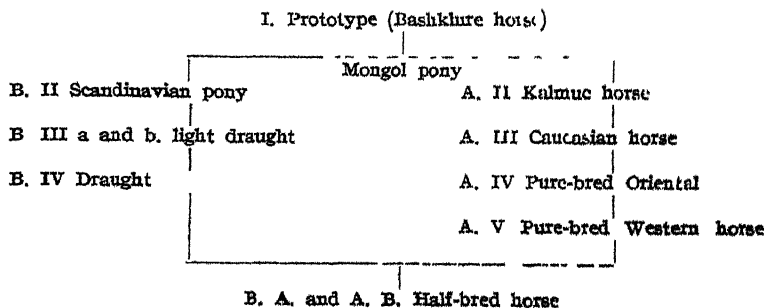 I. Prototype (Bashklure horse)
Mongol pony
B. II Scandinavian pony
A. II Kalmuc horse
B III a and b. light draught
A. III Caucasian horse
B. IV Draught
A. IV Pure-bred Oriental
A. V Pure-bred Western horse
B. A. and A. B. Half-bred horse